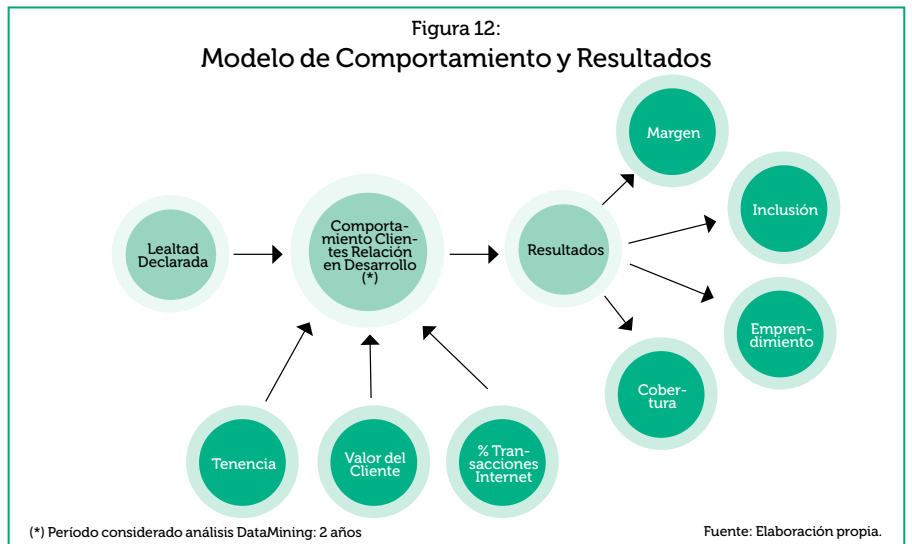 Figura 12:
Modelo de Comportamiento y Resultados
Margen
Inclusión
Lealtad
Declarada
Comporta-
miento Clien-
tes Relación
en Desarrollo
(*)
Resultados
Empren-
dimiento
Cober-
tura
Tenencia
Valor del
Cliente
% Tran-
sacciones
Internet
(*) Período considerado análisis DataMining: 2 años
Fuente: Elaboración propia.